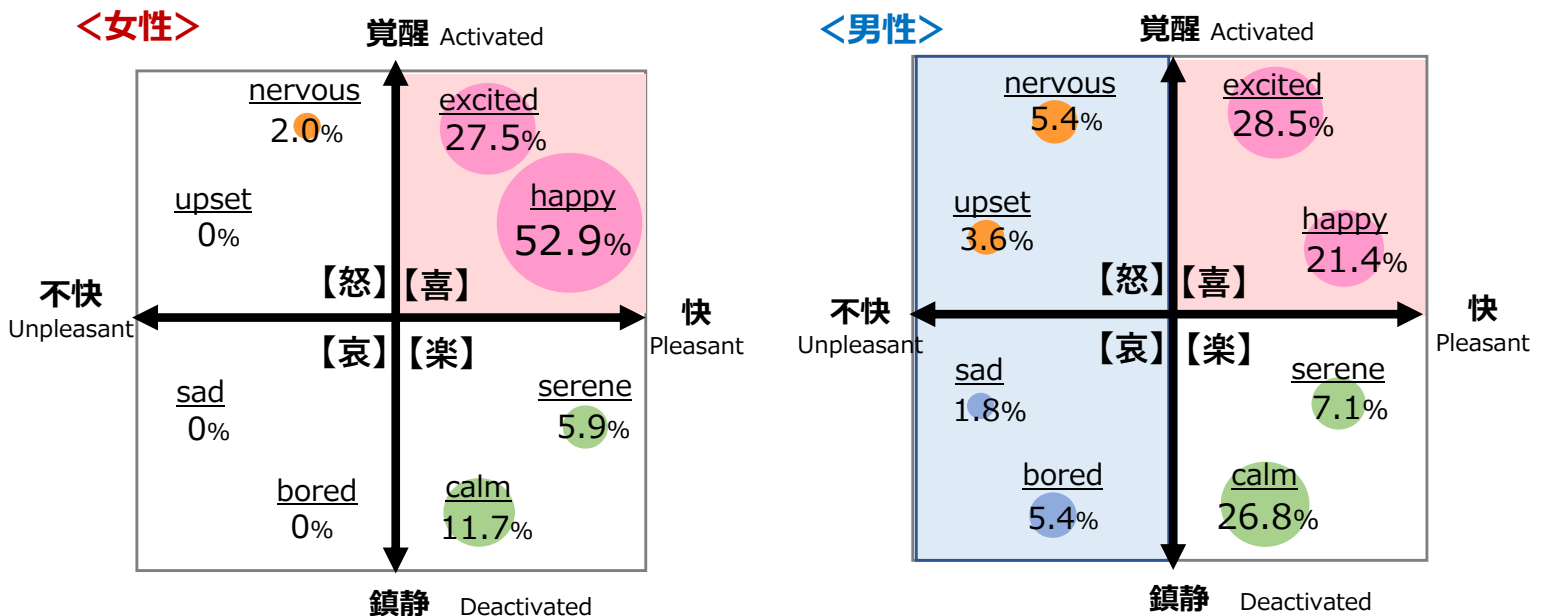 <女性>
覚醒 Activated
nervous
2.0%
excited
27.5%
upset
0%
happy
52.9%
【怒】【喜】
不快
Unpleasant
快
Pleasant
【哀】【楽】
sad
0%
serene
5.9%
bored
0%
calm
11.7%
鎮静 Deactivated
<男性>
覚醒 Activated
nervous
5.4%
excited
28.5%
upset
3.6%
happy
21.4%
【怒】【喜】
不快
Unpleasant
快
Pleasant
【哀】【楽】
sad
1.8%
serene
7.1%
bored
5.4%
calm
26.8%
鎮静 Deactivated